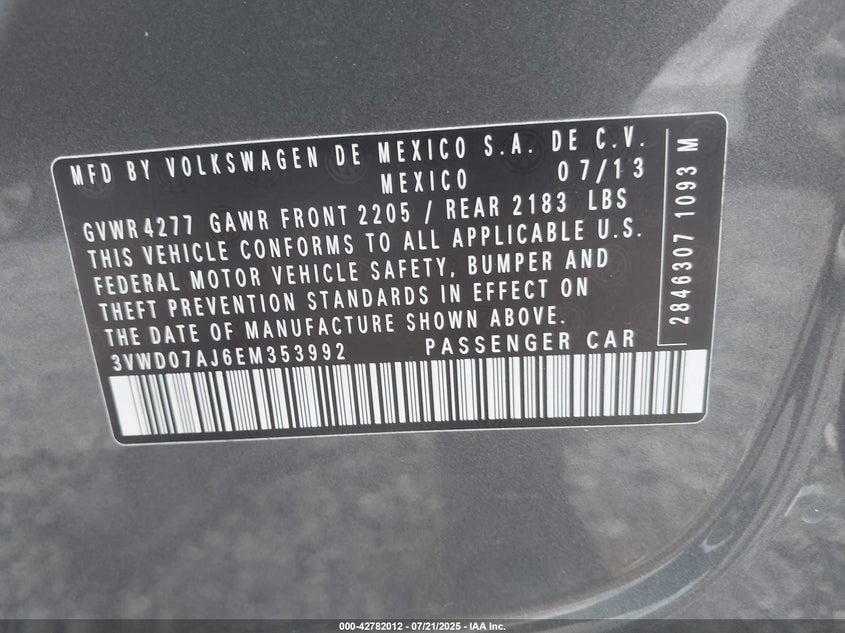 MFD BY VOLKSWAGEN DE MEXICO S.A. DE C.V.
MEXICO 07/13
GVWR 4277 GAWR FRONT 2205 / REAR 2183 LBS
THIS VEHICLE CONFORMS TO ALL APPLICABLE U.S.
FEDERAL MOTOR VEHICLE SAFETY, BUMPER AND
THEFT PREVENTION STANDARDS IN EFFECT ON
THE DATE OF MANUFACTURE SHOWN ABOVE.
3VWD07AJ6EM353992 PASSENGER CAR
2846307 1093 M
000-42782012 - 07/21/2025 - IAA Inc.